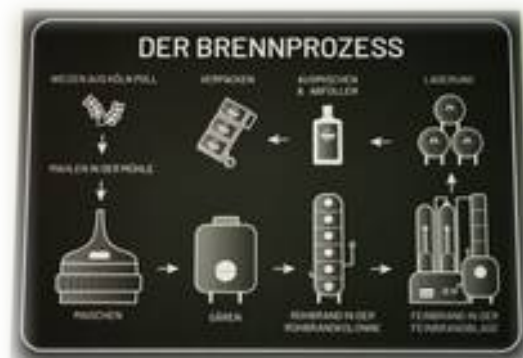 DER BRENNPROZESS
WEIZEN AUS KÖLN POLL
MAHLEN IN DER MÜHLE
MAISCHEN
GÄREN
ROHBRAND IN DER
ROHBRANDKOLONNE
FEINBRAND IN DER
FEINBRANDBLASE
LAGERUNG
AUSMISCHEN
& ABFÜLLEN
VERPACKEN